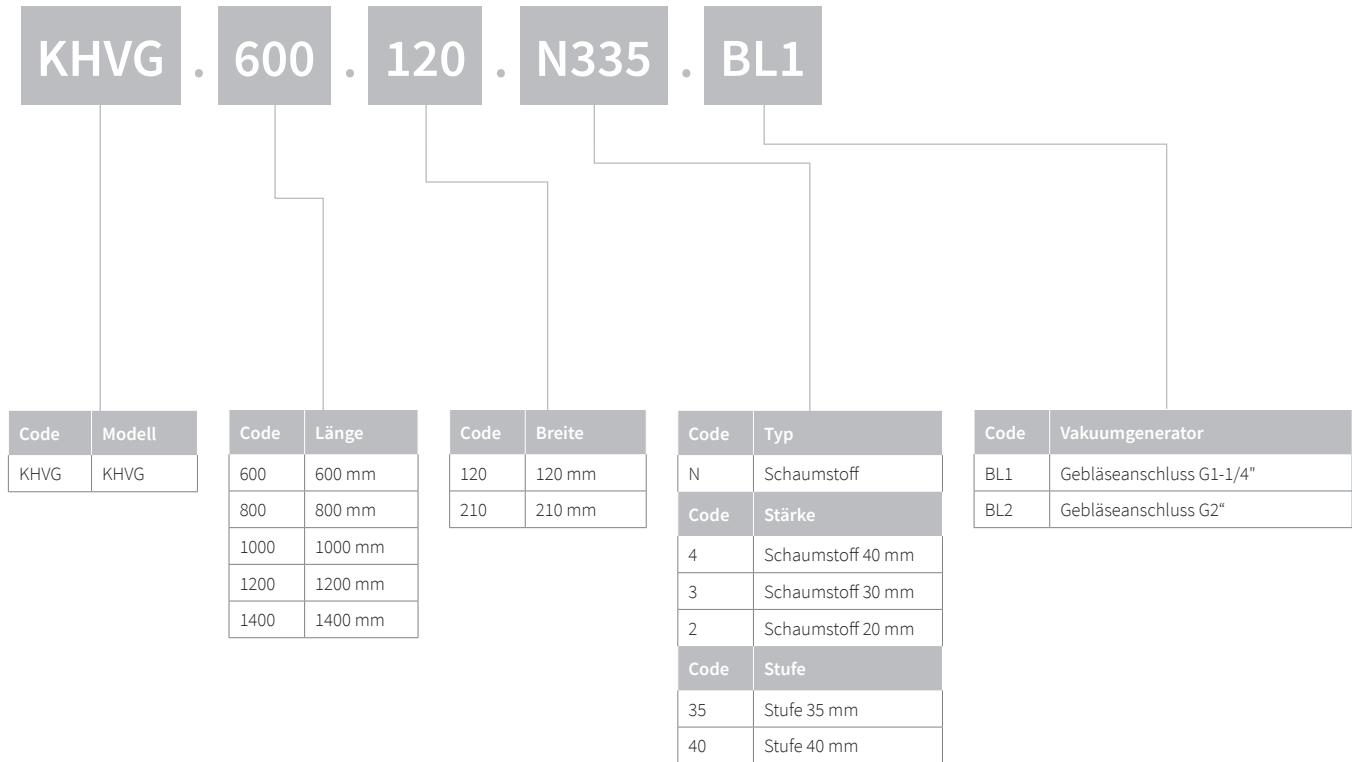 KHVG . 600 . 120 . N335 . BL1
Code Modell
KHVG KHVG
Code Länge
600 600 mm
800 800 mm
1000 1000 mm
1200 1200 mm
1400 1400 mm
Code Breite
120 120 mm
210 210 mm
Code Typ
N Schaumstoff
Code Stärke
4 Schaumstoff 40 mm
3 Schaumstoff 30 mm
2 Schaumstoff 20 mm
Code Stufe
35 Stufe 35 mm
40 Stufe 40 mm
Code Vakuumgenerator
BL1 Gebläseanschluss G1-1/4"
BL2 Gebläseanschluss G2“